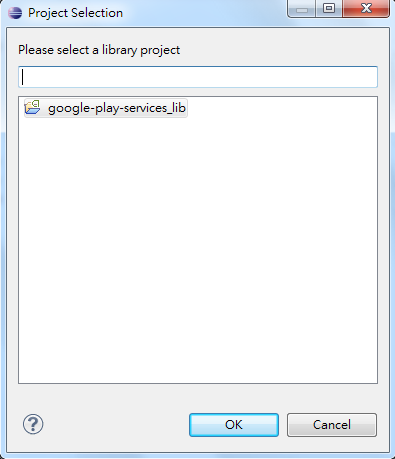 Project Selection
Please select a library project
google-play-services_lib
?
OK
Cancel